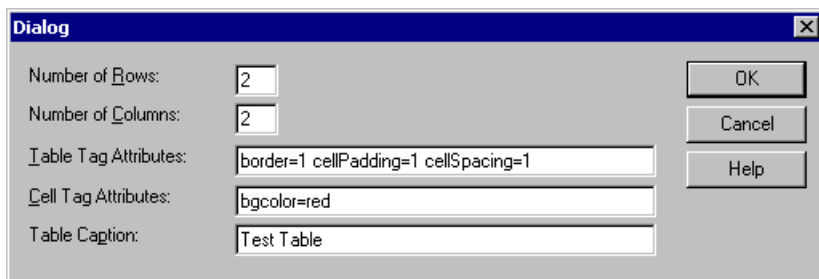 Dialog
Number of Rows: 2 OK
Number of Columns: 2 Cancel
Table Tag Attributes: border=1 cellPadding=1 cellSpacing=1 Help
Cell Tag Attributes: bgcolor=red
Table Caption: Test Table